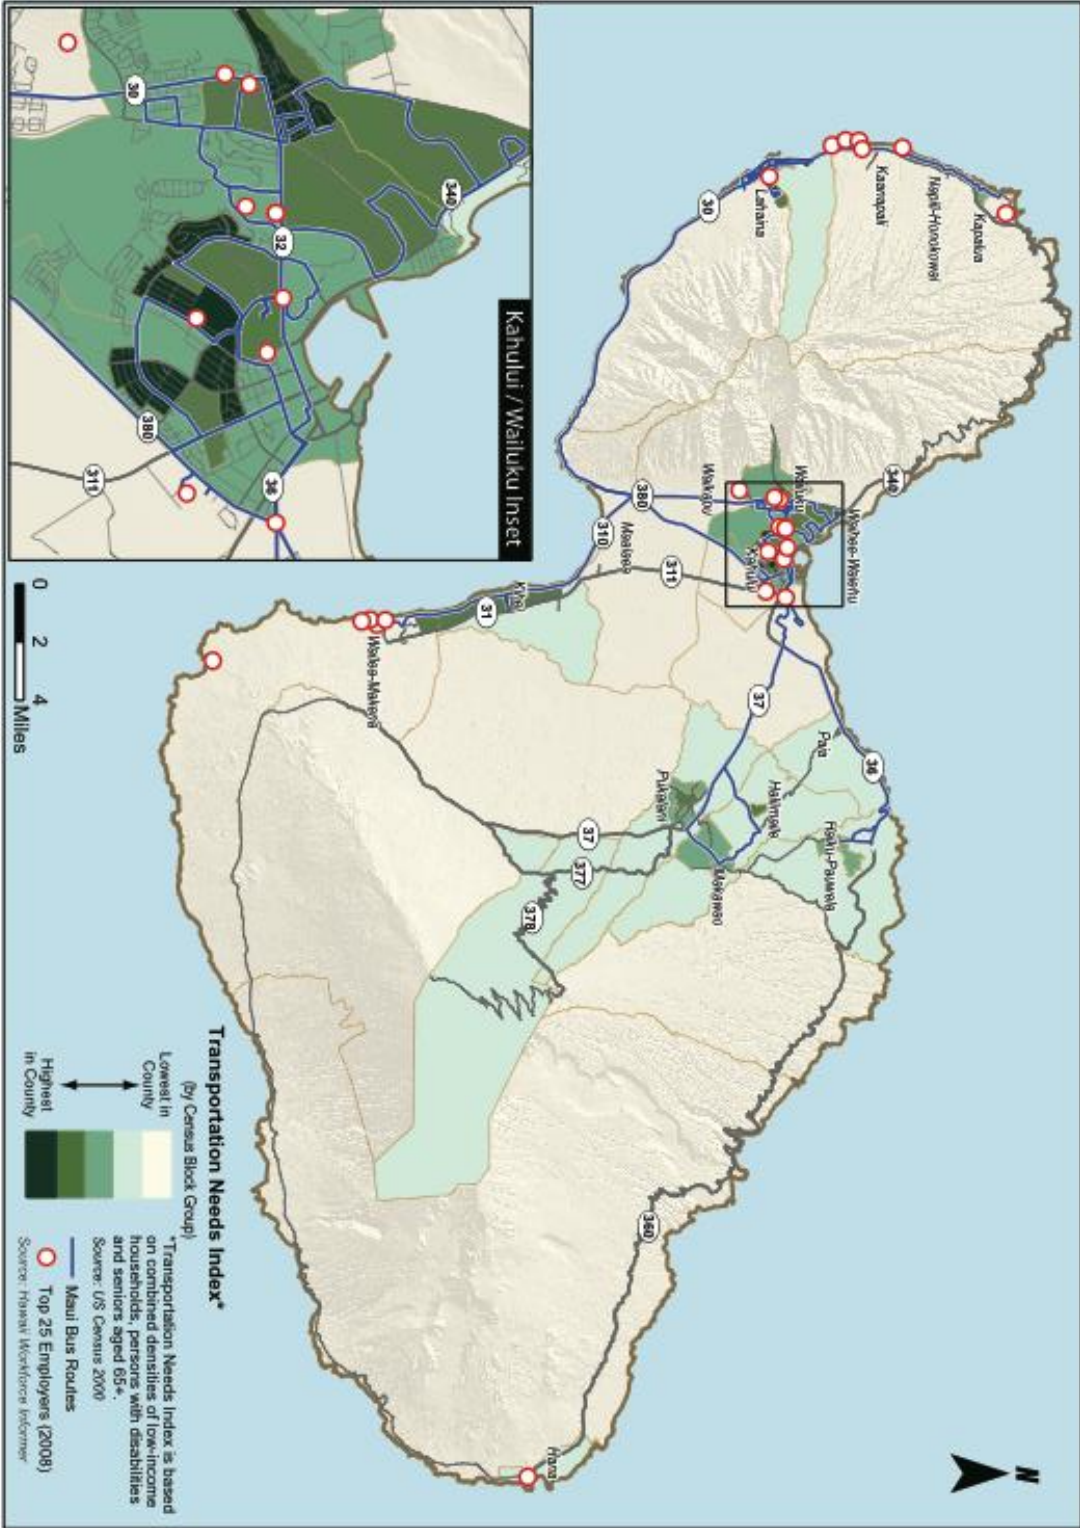 Kahului / Wailuku Inset
340
30
32
36
380
311
Kapalua
Napili-Honokowai
Kaanapali
Lahaina
30
340
Waihee-Waiehu
Wailuku
Kahului
Waikapu
380
310
Maalaea
311
Kihei
31
Wailea-Makena
37
36
Paia
Haiku-Pauwela
Haliimaile
Makawao
Pukalani
37
377
378
360
Hana
N
0 2 4
Miles
Transportation Needs Index*
(by Census Block Group)
Lowest in
County
Highest
in County
*Transportation Needs Index is based
on combined densities of low-income
households, persons with disabilities
and seniors aged 65+.
Source: US Census 2000
Maui Bus Routes
Top 25 Employers (2008)
Source: Hawaii Workforce Informer